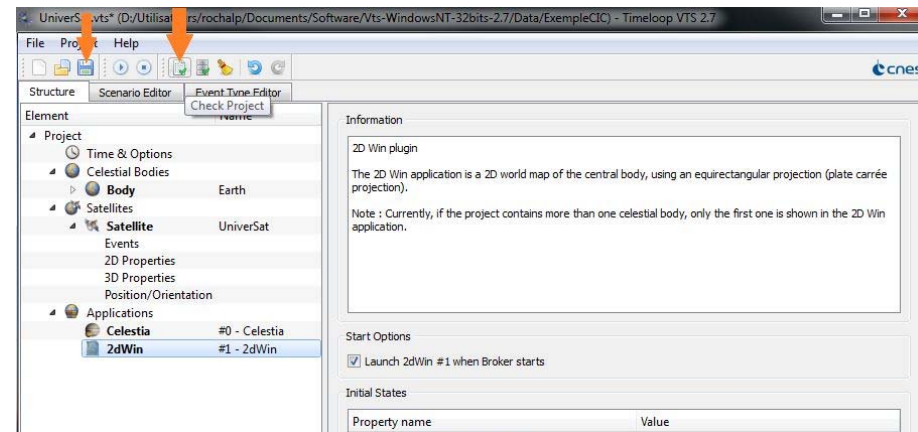 UniverS .vts* (D:/Utilisat rs/rochalp/Documents/Software/Vts-WindowsNT-32bits-2.7/Data/ExempleCIC) - Timeloop VTS 2.7
File Pro t Help
cnes
Structure Scenario Editor Event Type Editor
Check Project
Element Name
Project
Time & Options
Celestial Bodies
Body Earth
Satellites
Satellite UniverSat
Events
2D Properties
3D Properties
Position/Orientation
Applications
Celestia #0 - Celestia
2dWin #1 - 2dWin
Information
2D Win plugin
The 2D Win application is a 2D world map of the central body, using an equirectangular projection (plate carrée
projection).
Note : Currently, if the project contains more than one celestial body, only the first one is shown in the 2D Win
application.
Start Options
Launch 2dWin #1 when Broker starts
Initial States
Property name Value